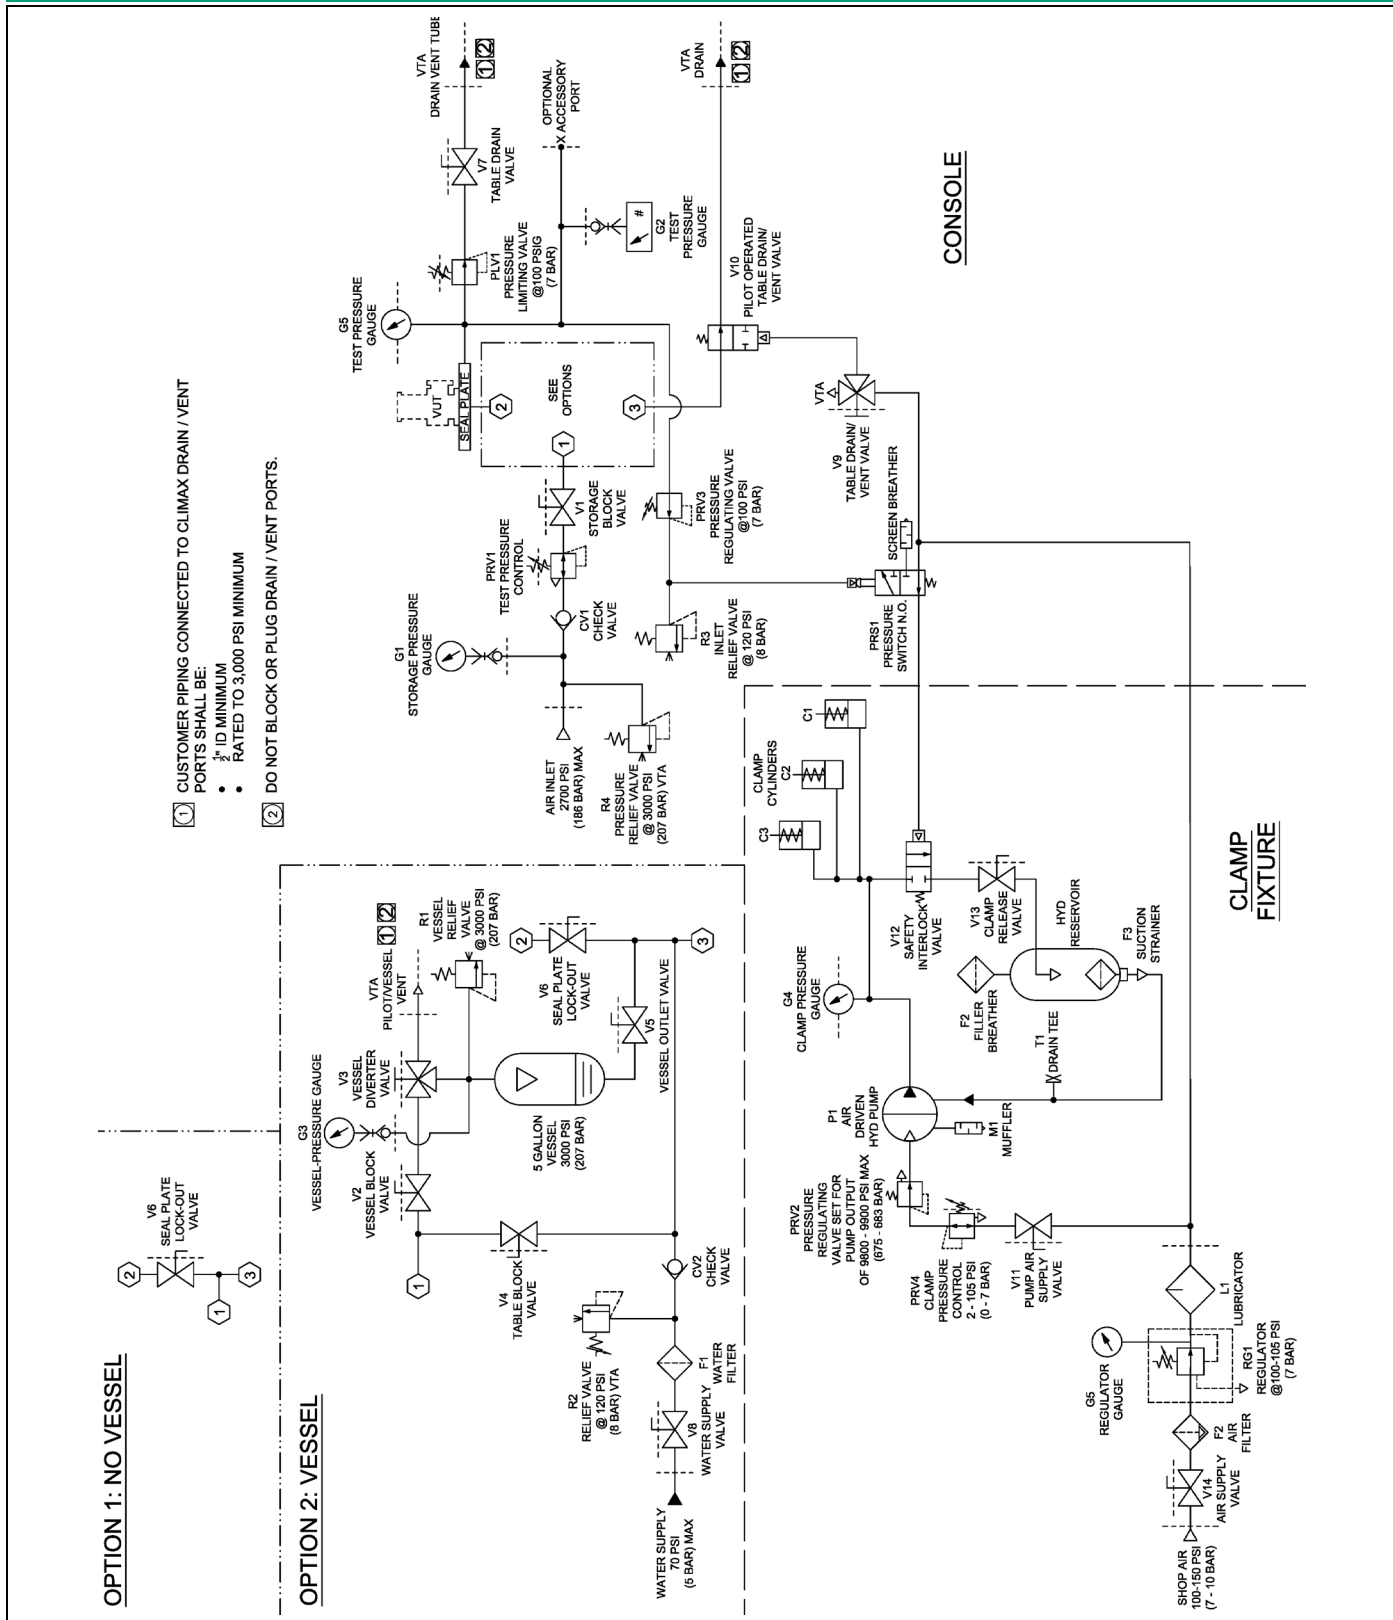 1 CUSTOMER PIPING CONNECTED TO CLIMAX DRAIN / VENT
PORTS SHALL BE:
• 1/2" ID MINIMUM
• RATED TO 3,000 PSI MINIMUM
2 DO NOT BLOCK OR PLUG DRAIN / VENT PORTS.
OPTION 1: NO VESSEL
2
V6
SEAL PLATE
LOCK-OUT
VALVE
1
3
OPTION 2: VESSEL
G3
VESSEL-PRESSURE GAUGE
V2
VESSEL BLOCK
VALVE
V3
VESSEL
DIVERTER
VALVE
VTA
PILOT/VESSEL
VENT
1 2
R1
VESSEL
RELIEF
VALVE
@ 3000 PSI
(207 BAR)
1
V4
TABLE BLOCK
VALVE
5 GALLON
VESSEL
3000 PSI
(207 BAR)
2
V6
SEAL PLATE
LOCK-OUT
VALVE
V5
VESSEL OUTLET VALVE
3
R2
RELIEF VALVE
@ 120 PSI
(8 BAR) VTA
CV2
CHECK
VALVE
F1
WATER
FILTER
V8
WATER SUPPLY
VALVE
WATER SUPPLY
70 PSI
(5 BAR) MAX
G1
STORAGE PRESSURE
GAUGE
AIR INLET
2700 PSI
(186 BAR) MAX
R4
PRESSURE
RELIEF VALVE
@ 3000 PSI
(207 BAR) VTA
CV1
CHECK
VALVE
PRV1
TEST PRESSURE
CONTROL
V1
STORAGE
BLOCK
VALVE
1
SEE
OPTIONS
2
3
VUT
SEAL PLATE
G5
TEST PRESSURE
GAUGE
PLV1
PRESSURE
LIMITING VALVE
@100 PSIG
(7 BAR)
V7
TABLE DRAIN
VALVE
VTA
DRAIN VENT TUBE
1 2
OPTIONAL
X ACCESSORY
PORT
#
G2
TEST
PRESSURE
GAUGE
VTA
DRAIN
1 2
V10
PILOT OPERATED
TABLE DRAIN/
VENT VALVE
VTA
V9
TABLE DRAIN/
VENT VALVE
PRV3
PRESSURE
REGULATING VALVE
@100 PSI
(7 BAR)
R3
INLET
RELIEF VALVE
@ 120 PSI
(8 BAR)
SCREEN BREATHER
PRS1
PRESSURE
SWITCH N.O.
CONSOLE
CLAMP
FIXTURE
C1
CLAMP
CYLINDERS
C2
C3
V12
SAFETY
INTERLOCK
VALVE
V13
CLAMP
RELEASE
VALVE
HYD
RESERVOIR
F3
SUCTION
STRAINER
F2
FILLER
BREATHER
T1
DRAIN TEE
G4
CLAMP PRESSURE
GAUGE
P1
AIR
DRIVEN
HYD PUMP
M1
MUFFLER
PRV2
PRESSURE
REGULATING
VALVE SET FOR
PUMP OUTPUT
OF 9800 - 9900 PSI MAX
(675 - 683 BAR)
PRV4
CLAMP
PRESSURE
CONTROL
2 - 105 PSI
(0 - 7 BAR)
V11
PUMP AIR
SUPPLY
VALVE
L1
LUBRICATOR
G5
REGULATOR
GAUGE
RG1
REGULATOR
@100-105 PSI
(7 BAR)
F2
AIR
FILTER
V14
AIR SUPPLY
VALVE
SHOP AIR
100-150 PSI
(7 - 10 BAR)